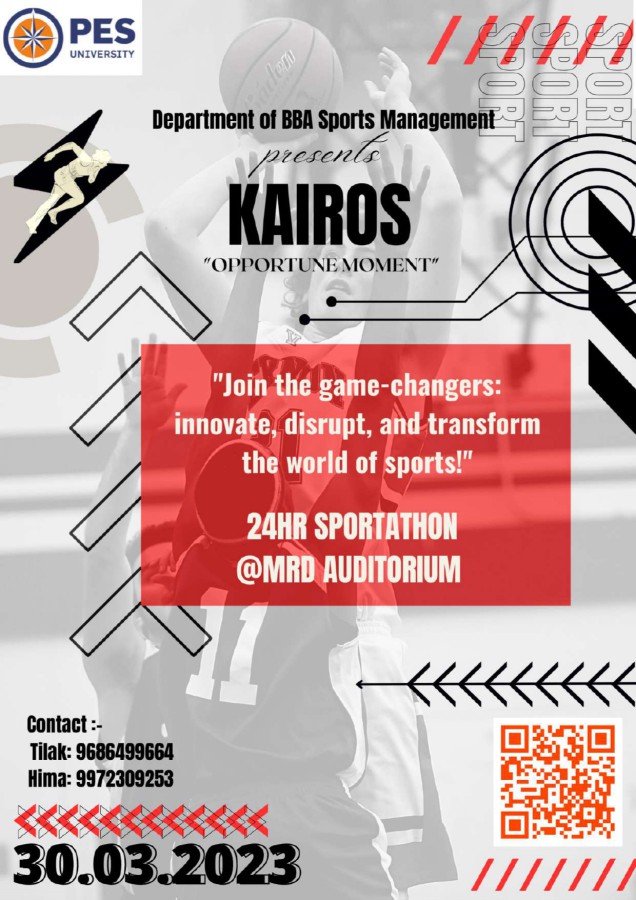 PES
UNIVERSITY
SPORT
SPORT
SPORT
Department of BBA Sports Management
presents
KAIROS
"OPPORTUNE MOMENT"
"Join the game-changers:
innovate, disrupt, and transform
the world of sports!"
24HR SPORTATHON
@MRD AUDITORIUM
11
Contact :-
Tilak: 9686499664
Hima: 9972309253
30.03.2023